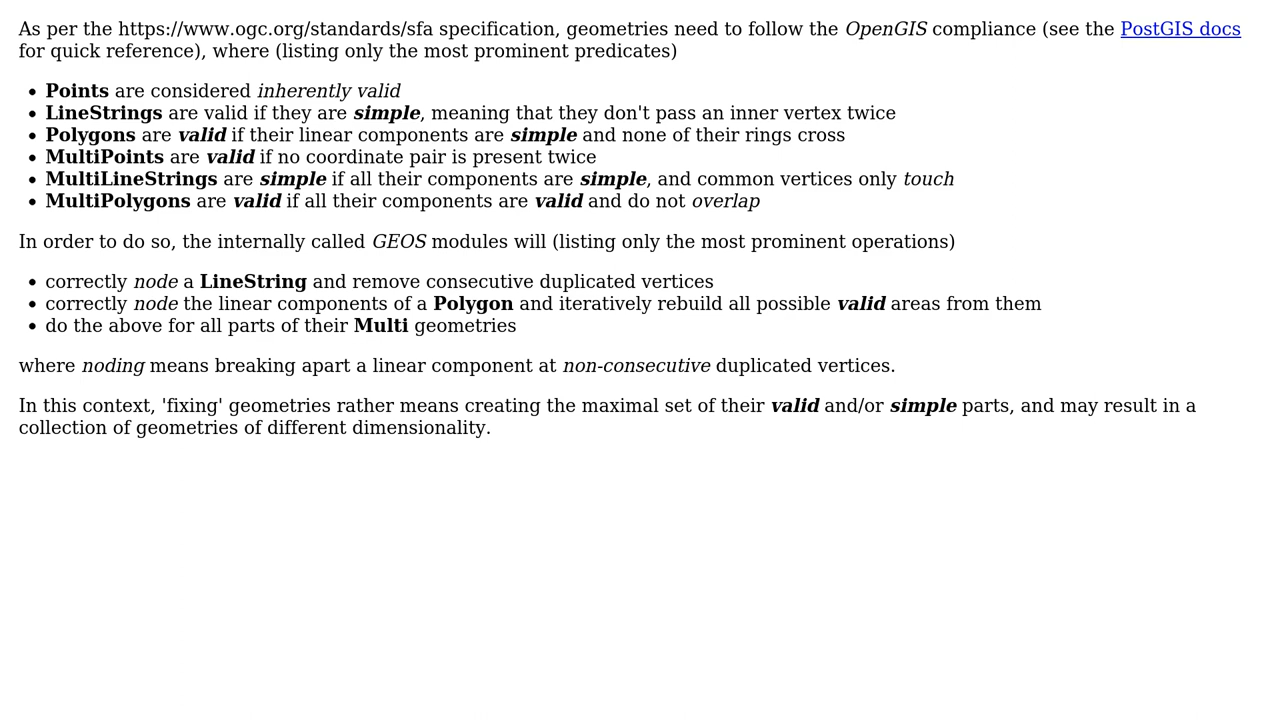 As per the https://www.ogc.org/standards/sfa specification, geometries need to follow the OpenGIS compliance (see the PostGIS docs
for quick reference), where (listing only the most prominent predicates)
• Points are considered inherently valid
• LineStrings are valid if they are simple, meaning that they don't pass an inner vertex twice
• Polygons are valid if their linear components are simple and none of their rings cross
• MultiPoints are valid if no coordinate pair is present twice
• MultiLineStrings are simple if all their components are simple, and common vertices only touch
• MultiPolygons are valid if all their components are valid and do not overlap
In order to do so, the internally called GEOS modules will (listing only the most prominent operations)
• correctly node a LineString and remove consecutive duplicated vertices
• correctly node the linear components of a Polygon and iteratively rebuild all possible valid areas from them
• do the above for all parts of their Multi geometries
where noding means breaking apart a linear component at non-consecutive duplicated vertices.
In this context, 'fixing' geometries rather means creating the maximal set of their valid and/or simple parts, and may result in a
collection of geometries of different dimensionality.